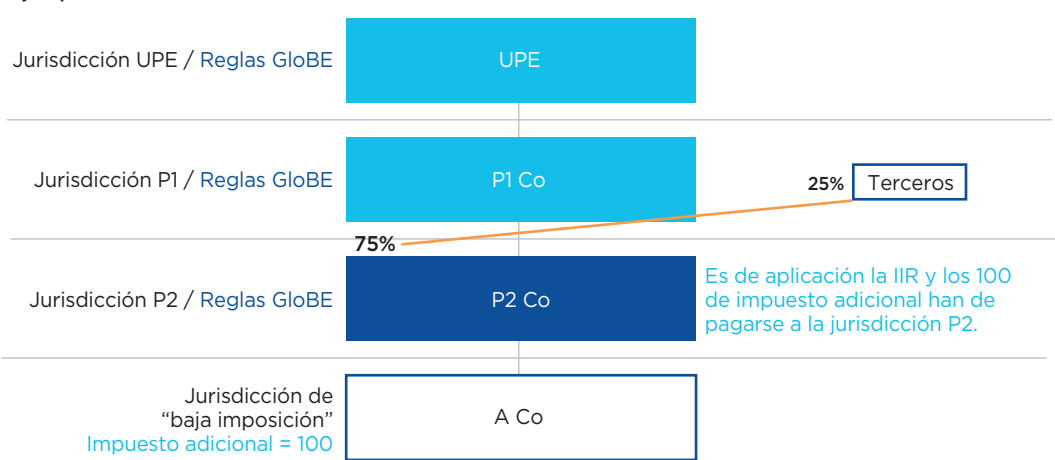 Jurisdicción UPE / Reglas GloBE
UPE
Jurisdicción P1 / Reglas GloBE
P1 Co
25%
Terceros
75%
Jurisdicción P2 / Reglas GloBE
P2 Co
Es de aplicación la IIR y los 100
de impuesto adicional han de
pagarse a la jurisdicción P2.
Jurisdicción de
“baja imposición”
Impuesto adicional = 100
A Co